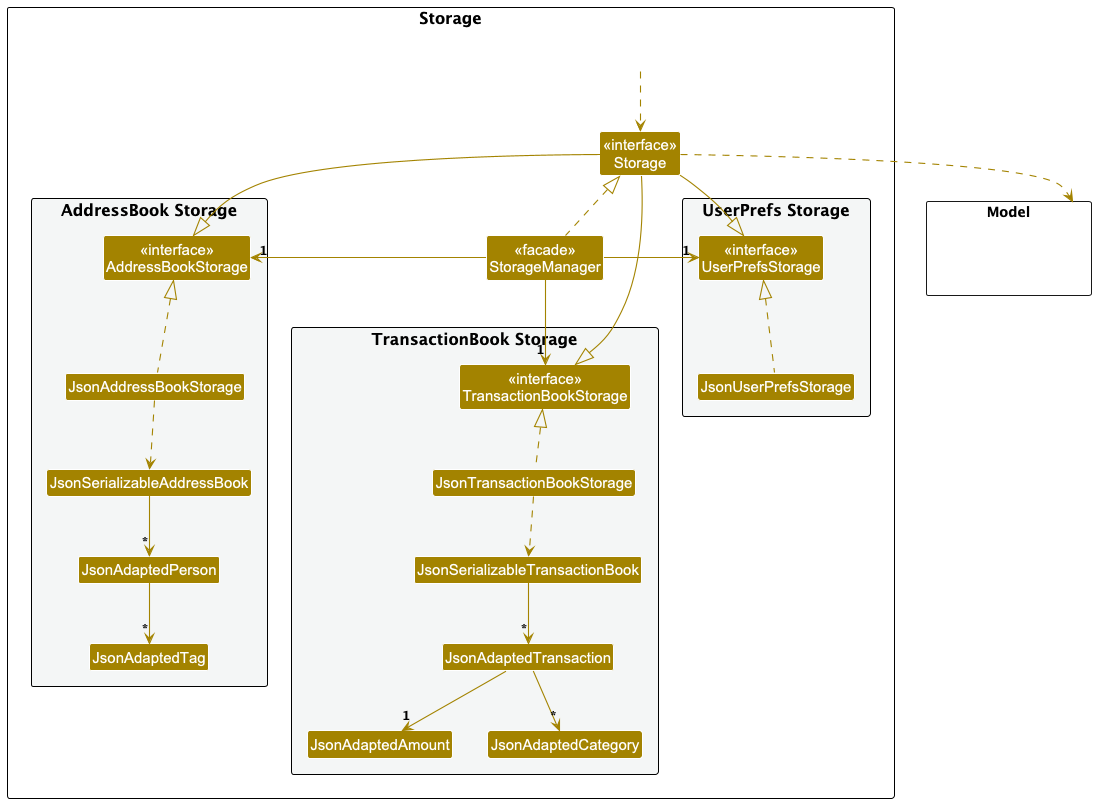 Storage
«interface»
Storage
AddressBook Storage
«interface»
AddressBookStorage
1
«facade»
StorageManager
1
UserPrefs Storage
«interface»
UserPrefsStorage
Model
TransactionBook Storage
1
«interface»
TransactionBookStorage
JsonAddressBookStorage
JsonUserPrefsStorage
JsonSerializableAddressBook
JsonTransactionBookStorage
*
JsonAdaptedPerson
JsonSerializableTransactionBook
*
JsonAdaptedTag
*
JsonAdaptedTransaction
1
*
JsonAdaptedAmount
JsonAdaptedCategory